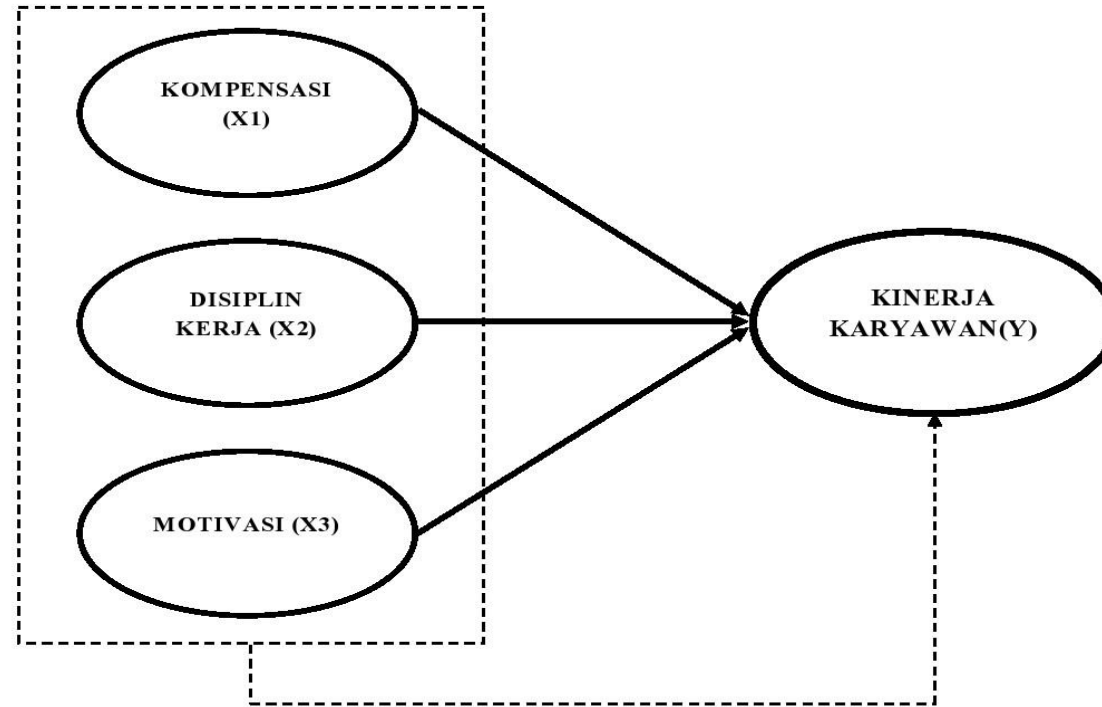 KOMPENSASI
(X1)
DISIPLIN
KERJA (X2)
MOTIVASI (X3)
KINERJA
KARYAWAN(Y)